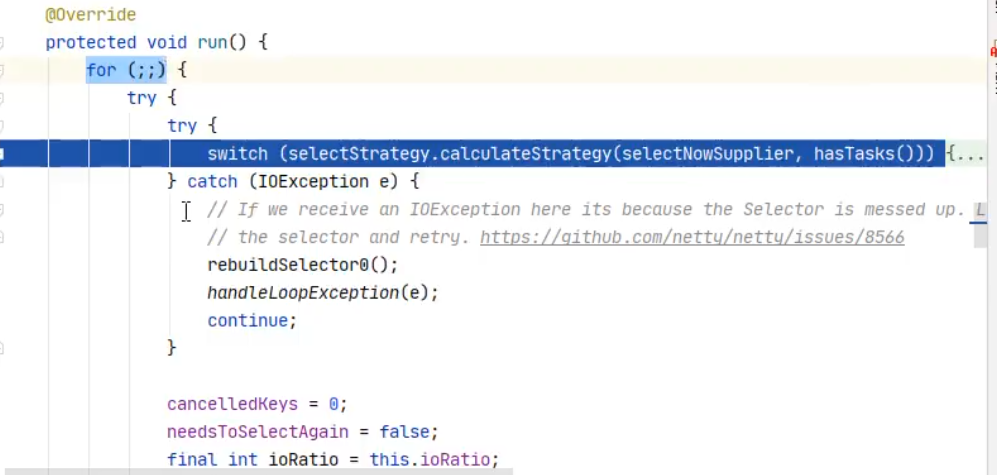 @Override
protected void run() {
for (;;) {
try {
try {
switch (selectStrategy.calculateStrategy(selectNowSupplier, hasTasks())) {...
} catch (IOException e) {
// If we receive an IOException here its because the Selector is messed up. L
// the selector and retry. https://github.com/netty/netty/issues/8566
rebuildSelector0();
handleLoopException(e);
continue;
}
cancelledKeys = 0;
needsToSelectAgain = false;
final int ioRatio = this.ioRatio;